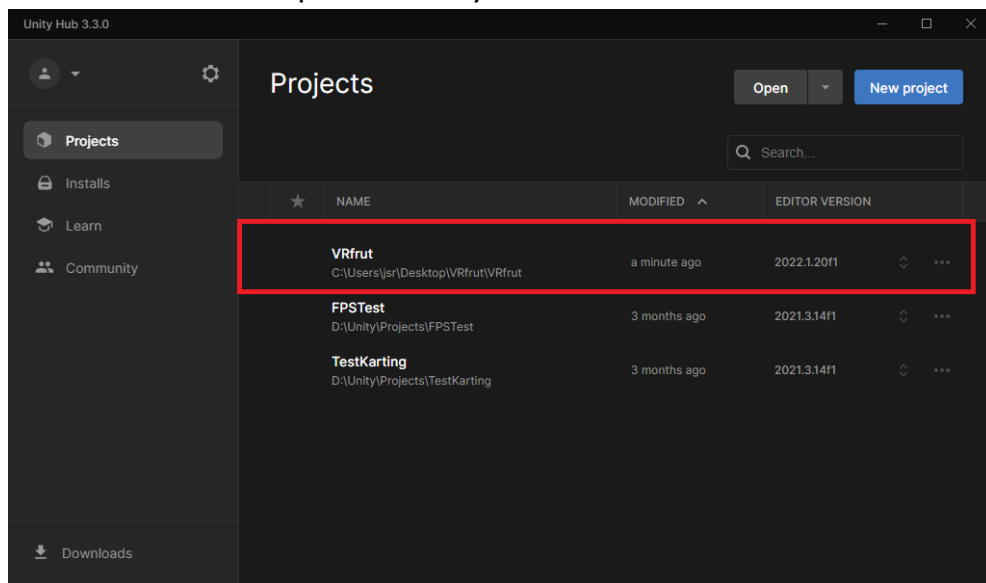 Unity Hub 3.3.0
Projects
Open
New project
Projects
Search...
Installs
NAME
MODIFIED
EDITOR VERSION
Learn
VRfrut
C:\Users\jsr\Desktop\VRfrut\VRfrut
a minute ago
2022.1.20f1
Community
FPSTest
D:\Unity\Projects\FPSTest
3 months ago
2021.3.14f1
TestKarting
D:\Unity\Projects\TestKarting
3 months ago
2021.3.14f1
Downloads